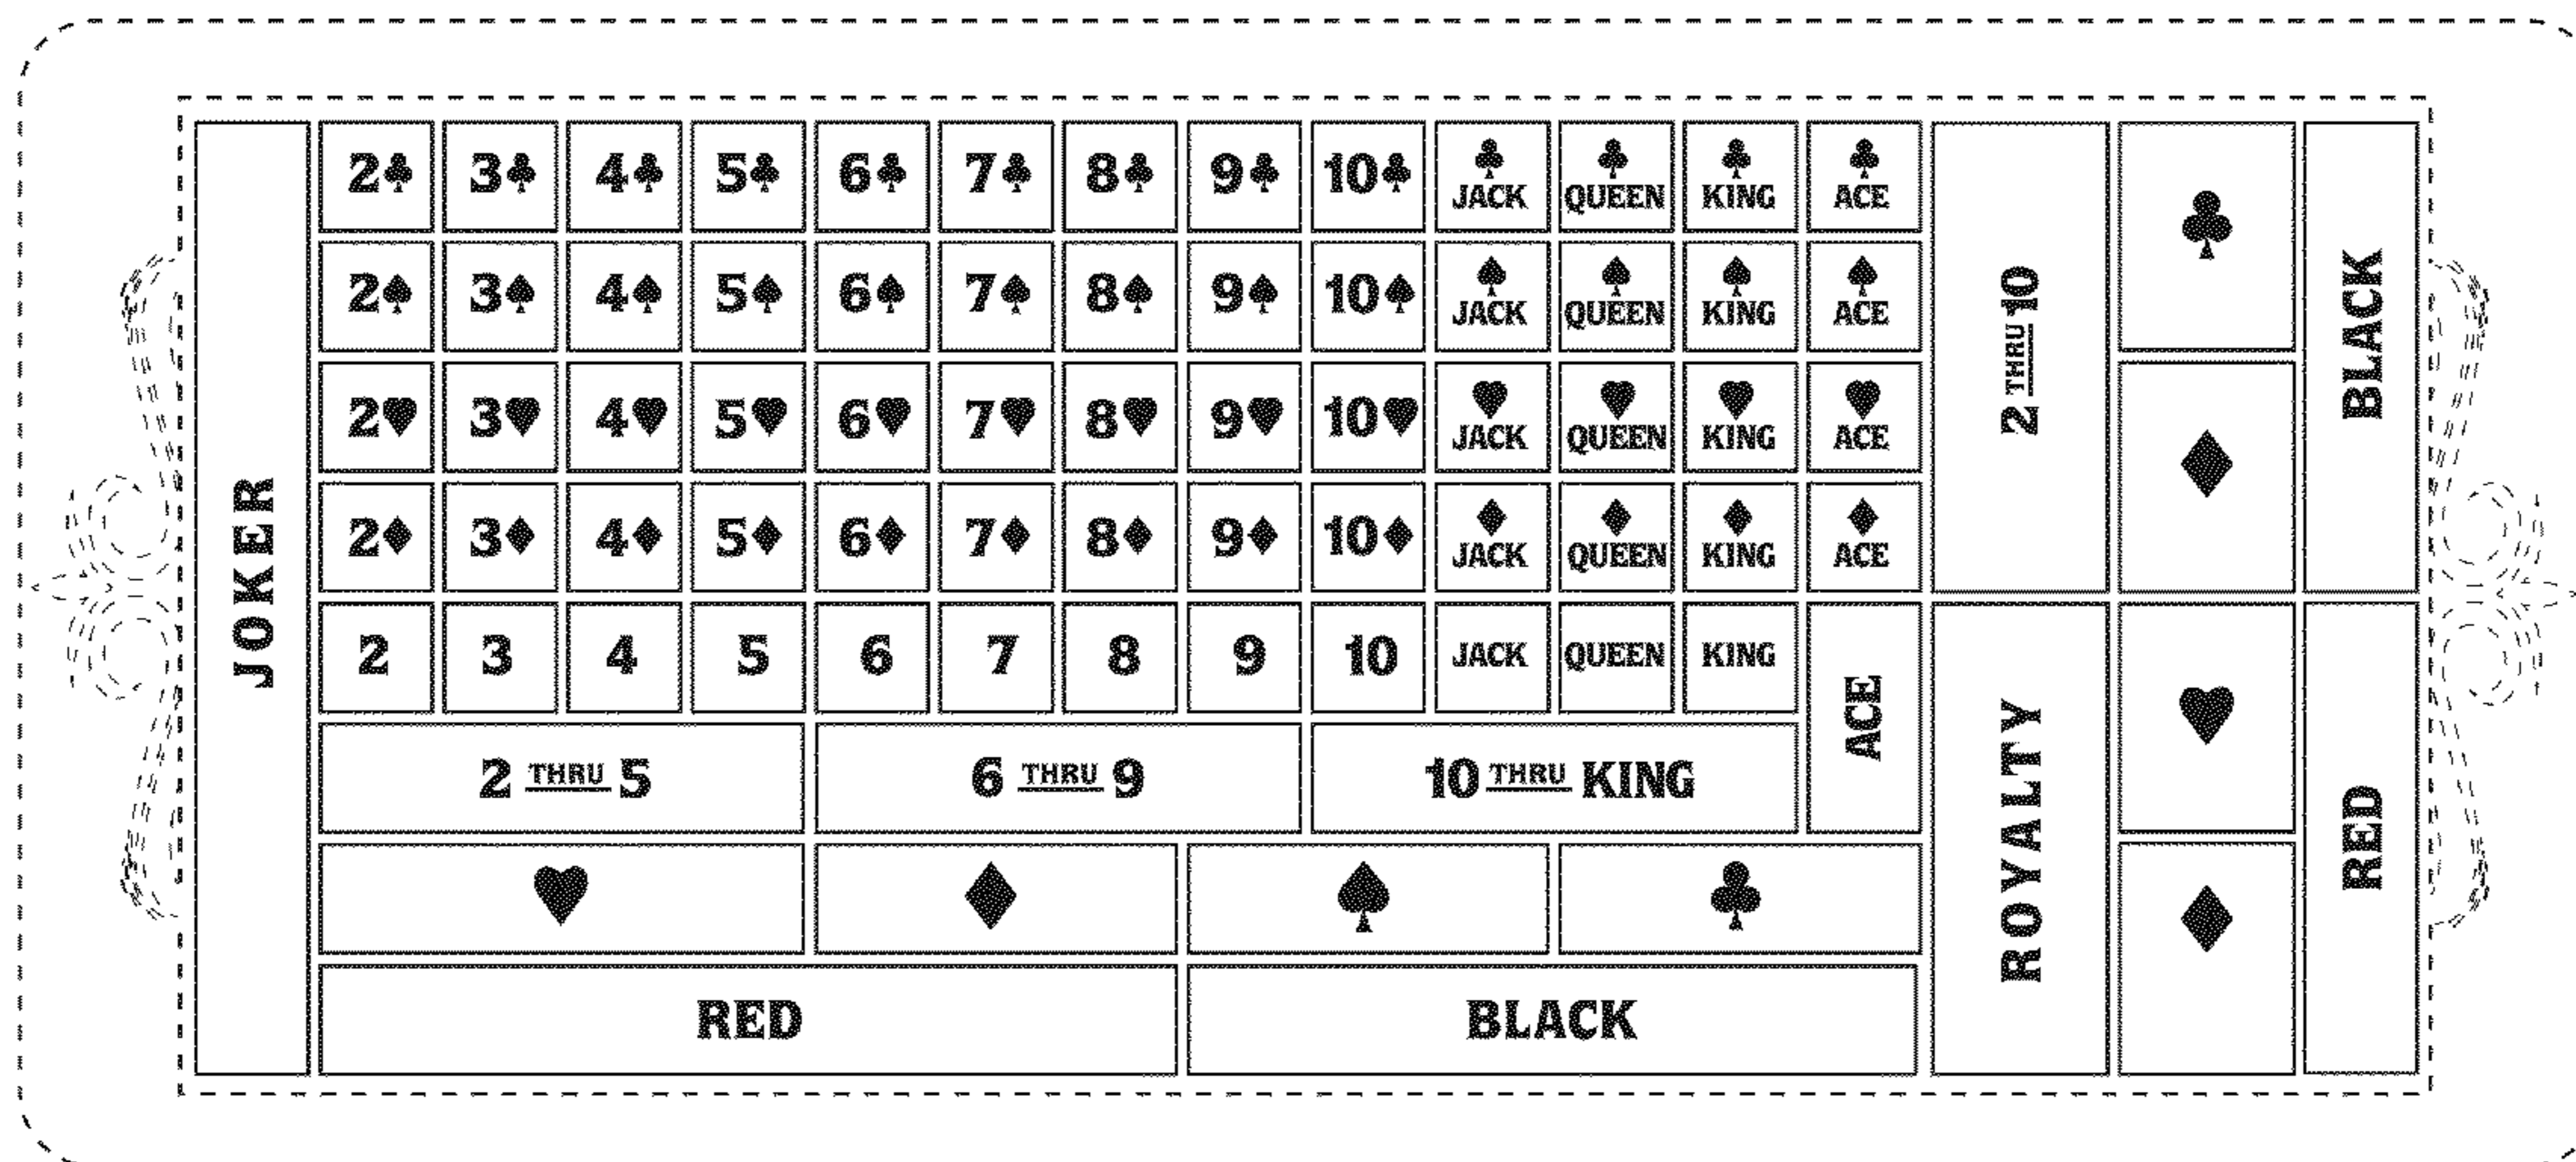 JOKER
2♣ 3♣ 4♣ 5♣ 6♣ 7♣ 8♣ 9♣ 10♣ ♣ JACK ♣ QUEEN ♣ KING ♣ ACE
2♠ 3♠ 4♠ 5♠ 6♠ 7♠ 8♠ 9♠ 10♠ ♠ JACK ♠ QUEEN ♠ KING ♠ ACE
2♥ 3♥ 4♥ 5♥ 6♥ 7♥ 8♥ 9♥ 10♥ ♥ JACK ♥ QUEEN ♥ KING ♥ ACE
2♦ 3♦ 4♦ 5♦ 6♦ 7♦ 8♦ 9♦ 10♦ ♦ JACK ♦ QUEEN ♦ KING ♦ ACE
2 3 4 5 6 7 8 9 10 JACK QUEEN KING
ACE
2 THRU 5
6 THRU 9
10 THRU KING
♥ ♦ ♠ ♣
RED
BLACK
2 THRU 10
ROYALTY
♣
♦
♥
♦
BLACK
RED